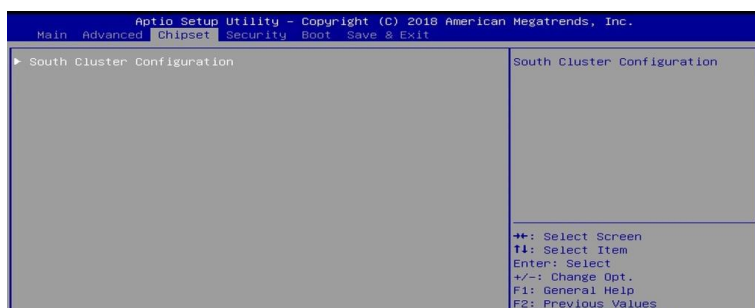 Aptio Setup Utility – Copyright (C) 2018 American Megatrends, Inc.
Main Advanced Chipset Security Boot Save & Exit
► South Cluster Configuration
South Cluster Configuration
→←: Select Screen
↑↓: Select Item
Enter: Select
+/-: Change Opt.
F1: General Help
F2: Previous Values